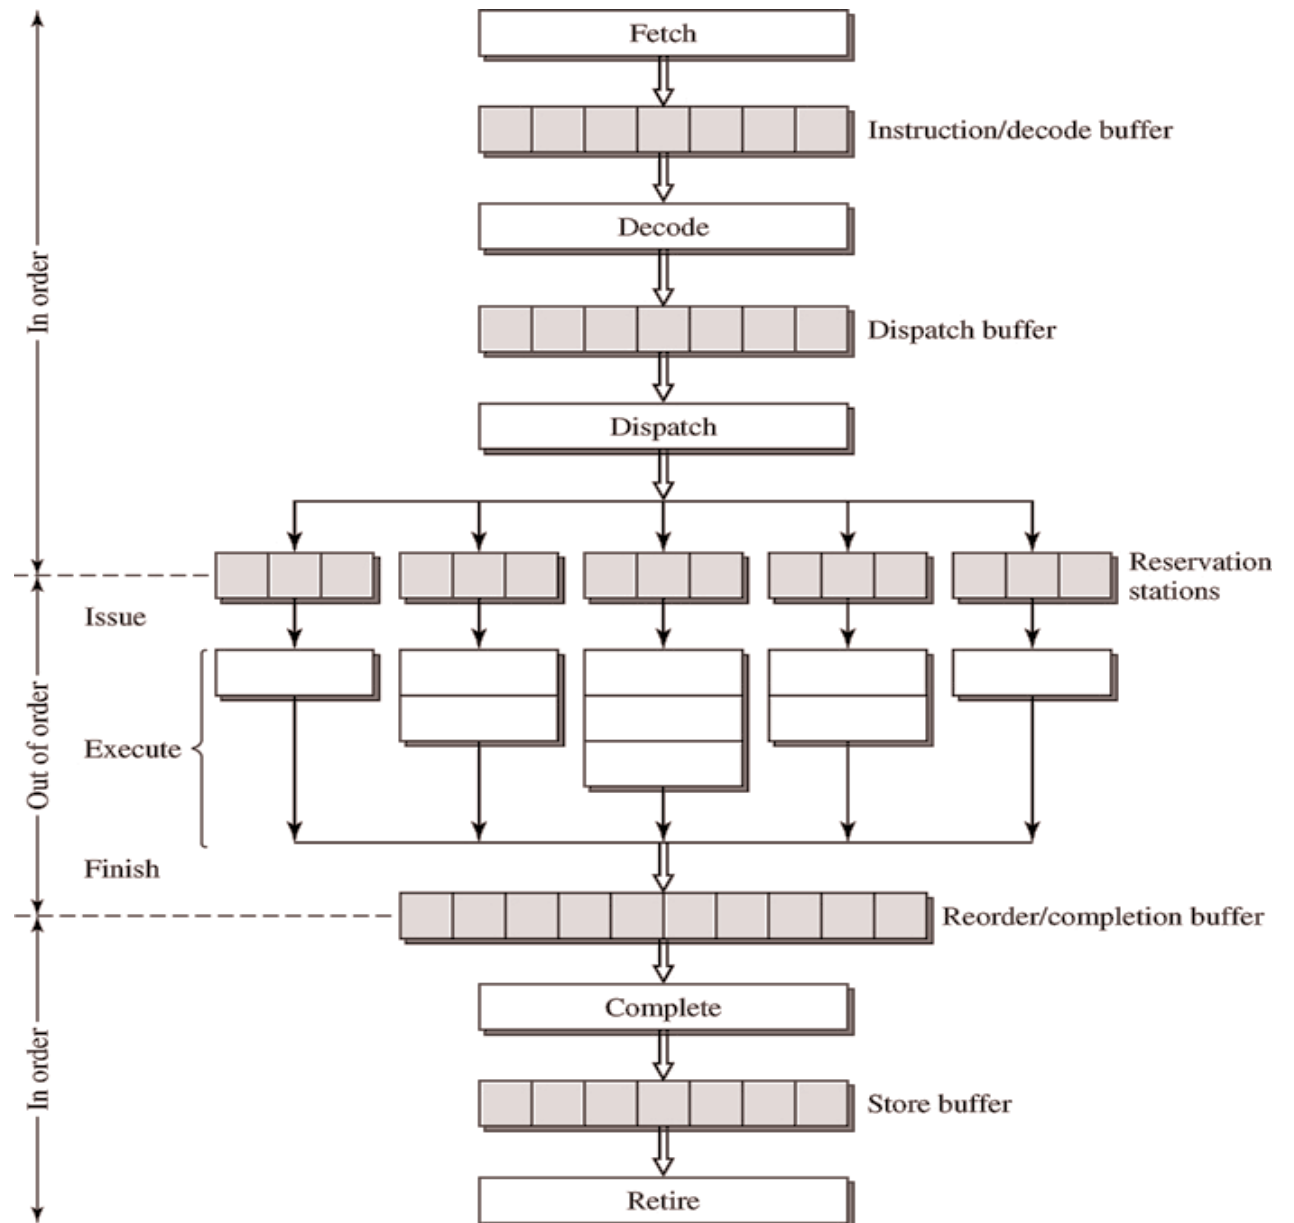 Fetch
Instruction/decode buffer
Decode
In order
Dispatch buffer
Dispatch
Reservation
stations
Issue
Execute
Out of order
Finish
Reorder/completion buffer
Complete
In order
Store buffer
Retire